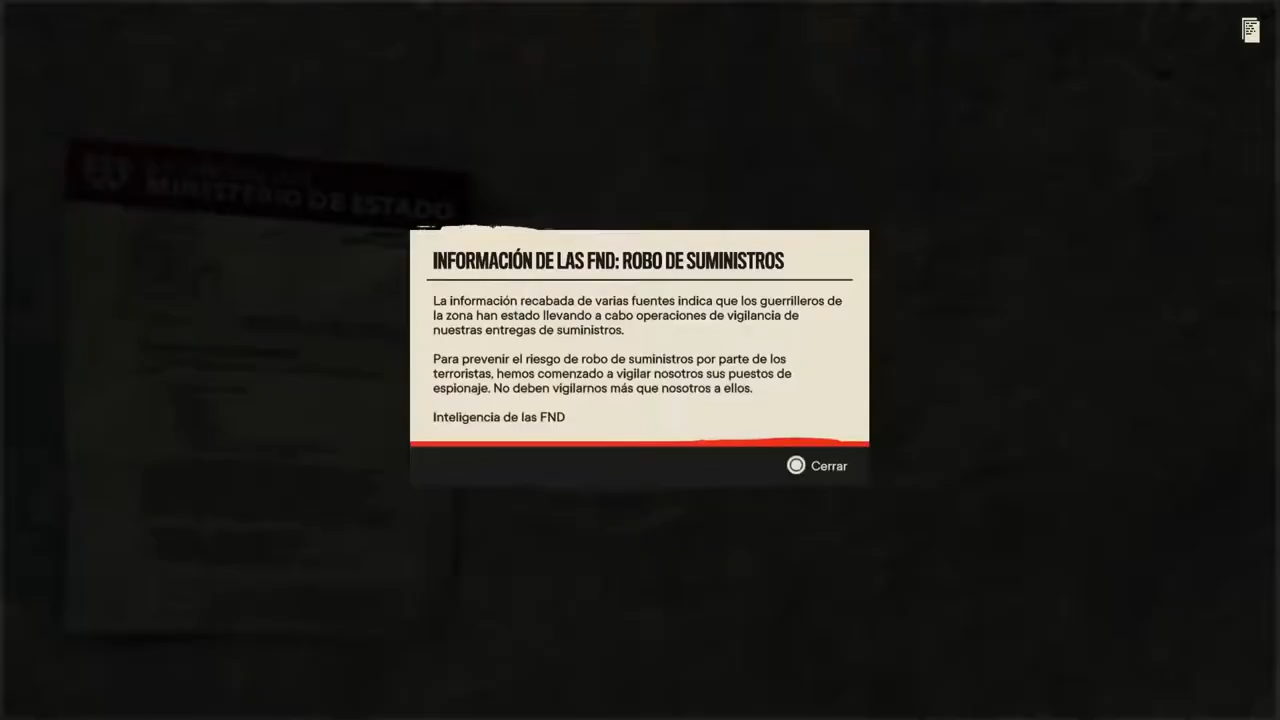 MINISTERIO DE ESTADO
INFORMACIÓN DE LAS FND: ROBO DE SUMINISTROS
La información recabada de varias fuentes indica que los guerrilleros de
la zona han estado llevando a cabo operaciones de vigilancia de
nuestras entregas de suministros.
Para prevenir el riesgo de robo de suministros por parte de los
terroristas, hemos comenzado a vigilar nosotros sus puestos de
espionaje. No deben vigilarnos más que nosotros a ellos.
Inteligencia de las FND
Cerrar